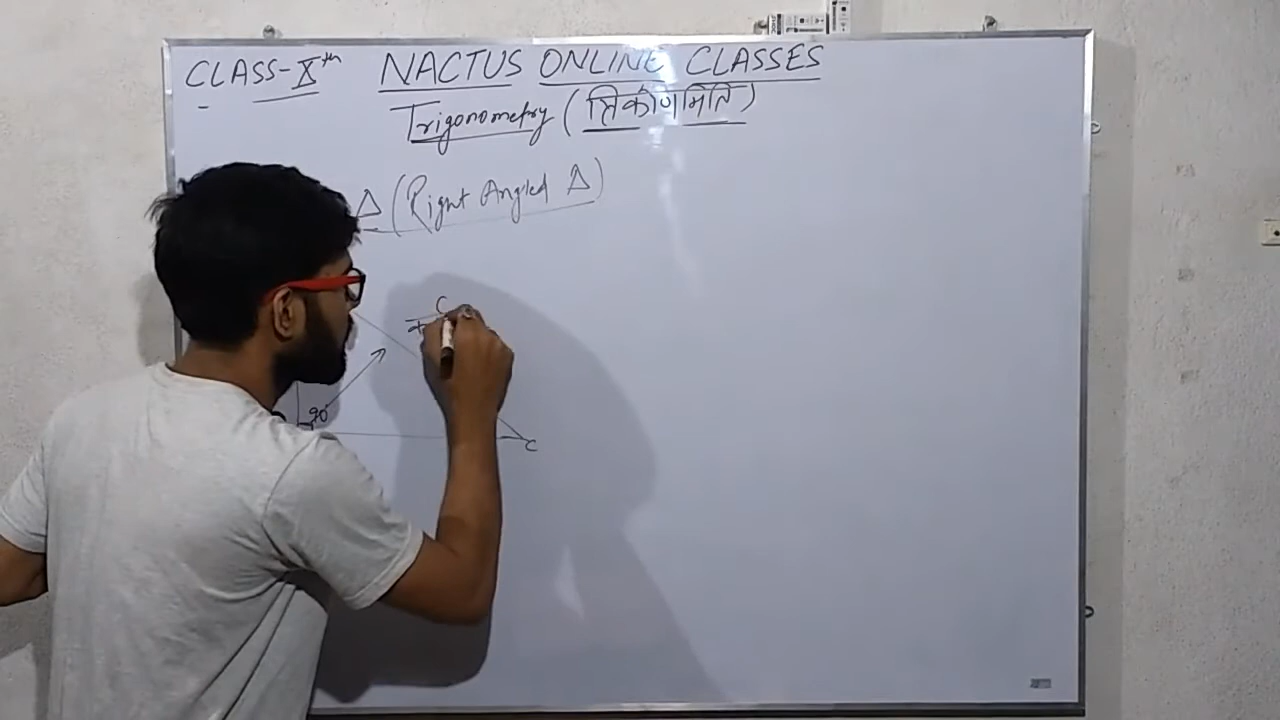 CLASS-Xth NACTUS ONLINE CLASSES
Trigonometry (त्रिकोणमिति)
Δ (Right Angled Δ)
C
90°
C